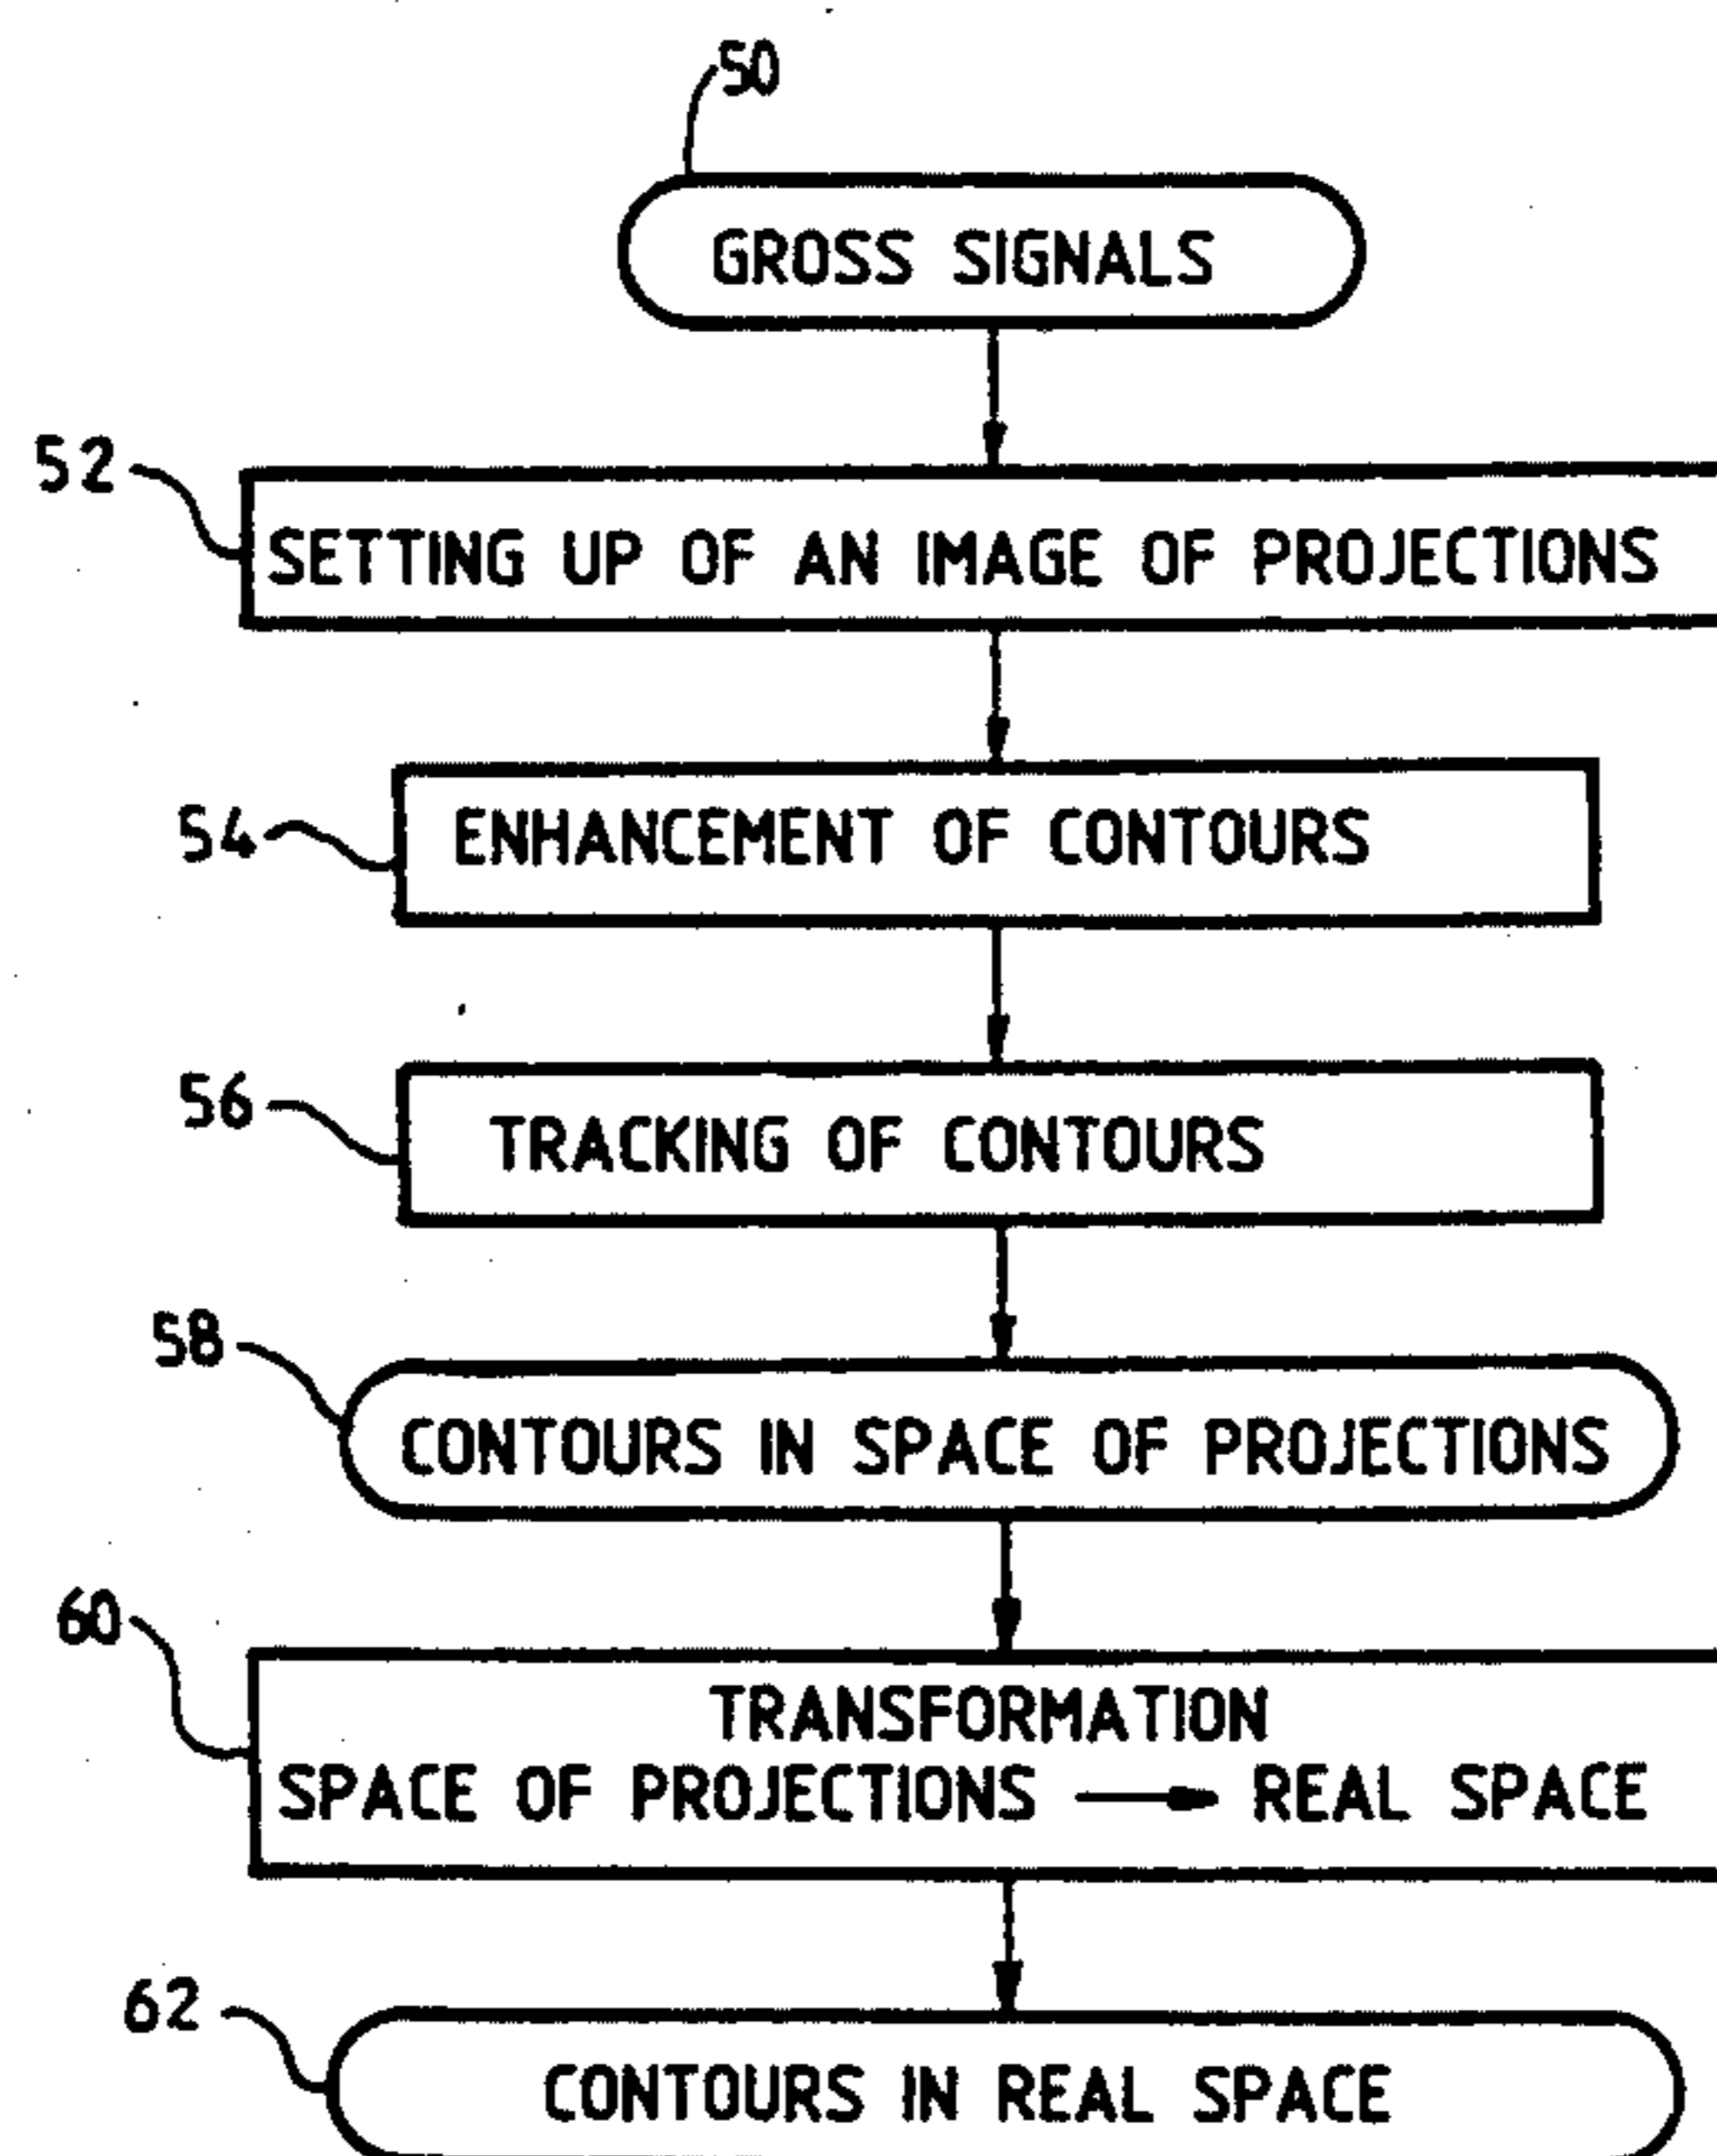 50
GROSS SIGNALS
52
SETTING UP OF AN IMAGE OF PROJECTIONS
54
ENHANCEMENT OF CONTOURS
56
TRACKING OF CONTOURS
58
CONTOURS IN SPACE OF PROJECTIONS
60
TRANSFORMATION
SPACE OF PROJECTIONS → REAL SPACE
62
CONTOURS IN REAL SPACE